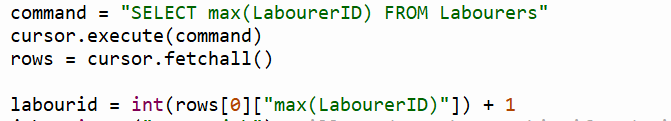 command = "SELECT max(LabourerID) FROM Labourers"
cursor.execute(command)
rows = cursor.fetchall()
labourid = int(rows[0]["max(LabourerID)"]) + 1